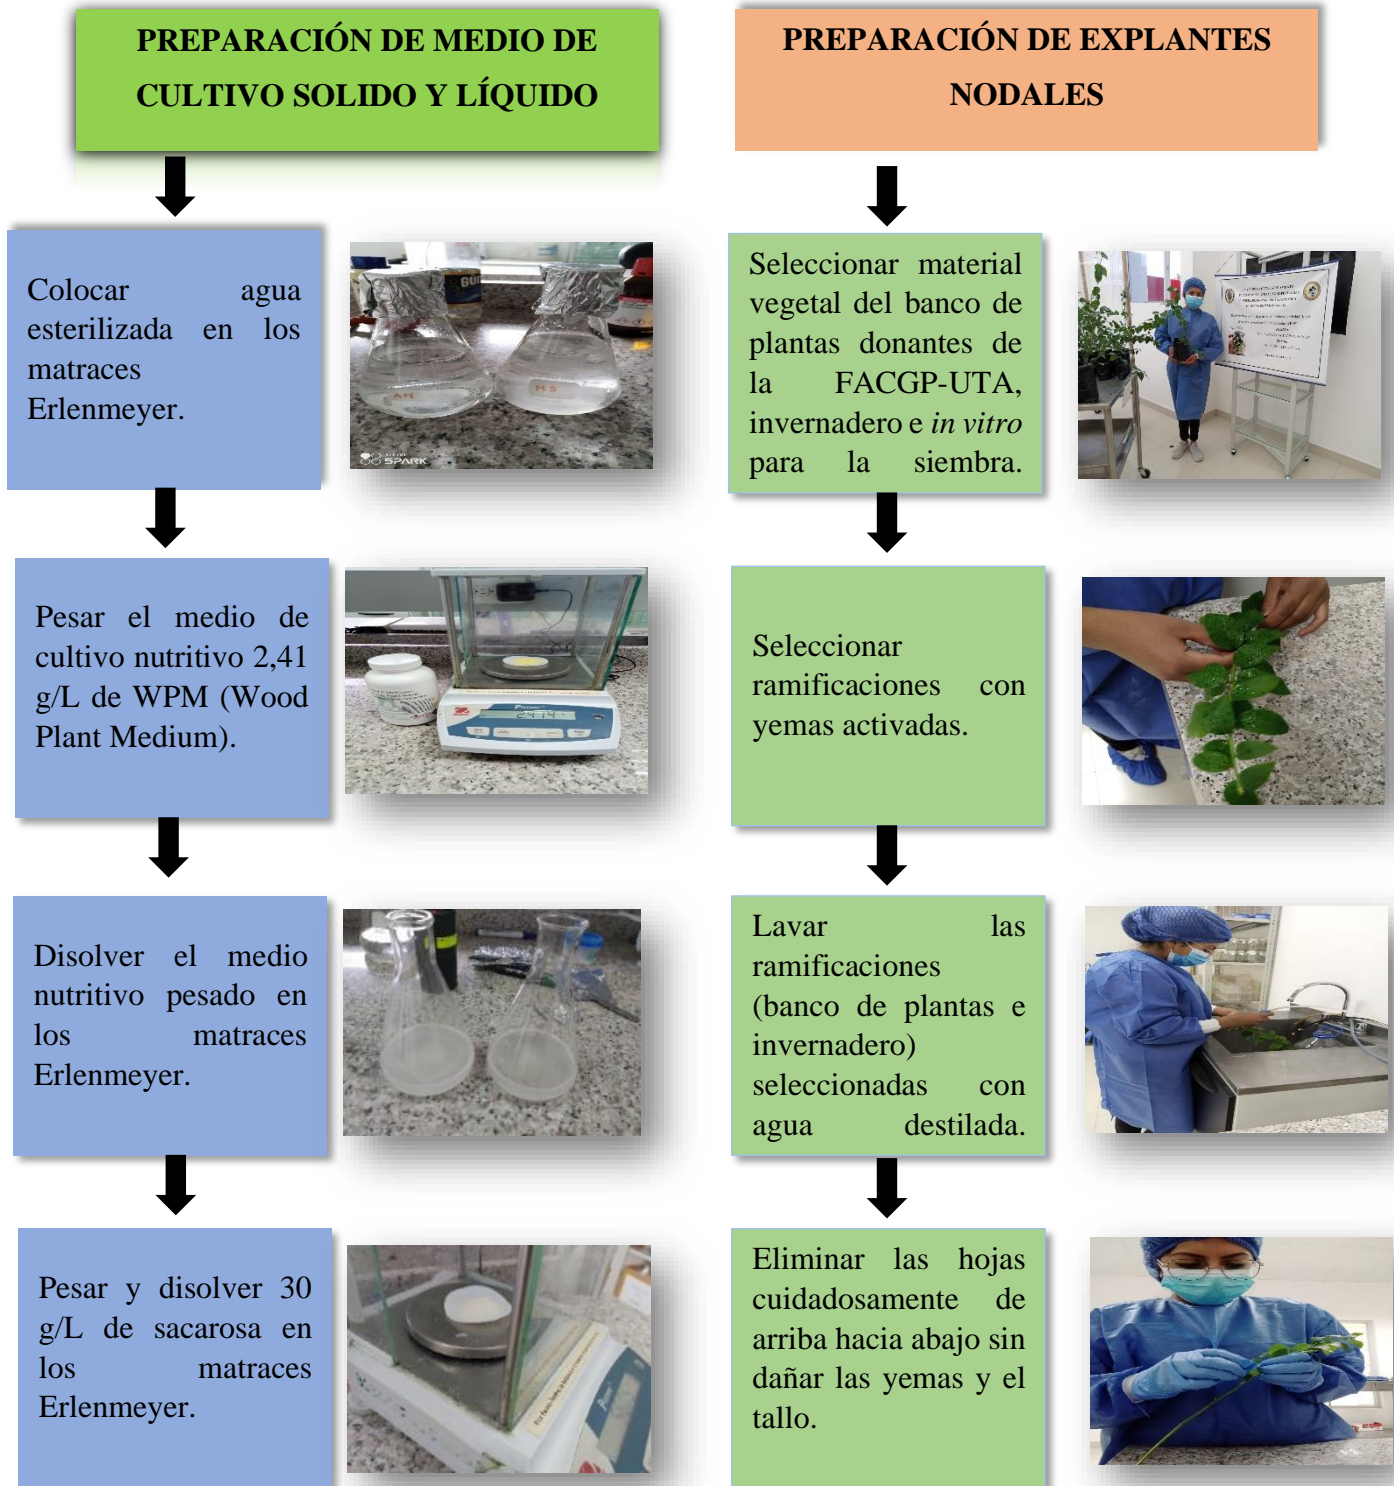 PREPARACIÓN DE MEDIO DE
CULTIVO SOLIDO Y LÍQUIDO
Colocar agua
esterilizada en los
matraces
Erlenmeyer.
AM
MS
SPARK
Pesar el medio de
cultivo nutritivo 2,41
g/L de WPM (Wood
Plant Medium).
Disolver el medio
nutritivo pesado en
los matraces
Erlenmeyer.
Pesar y disolver 30
g/L de sacarosa en
los matraces
Erlenmeyer.
PREPARACIÓN DE EXPLANTES
NODALES
Seleccionar material
vegetal del banco de
plantas donantes de
la FACGP-UTA,
invernadero e in vitro
para la siembra.
Seleccionar
ramificaciones con
yemas activadas.
Lavar las
ramificaciones
(banco de plantas e
invernadero)
seleccionadas con
agua destilada.
Eliminar las hojas
cuidadosamente de
arriba hacia abajo sin
dañar las yemas y el
tallo.